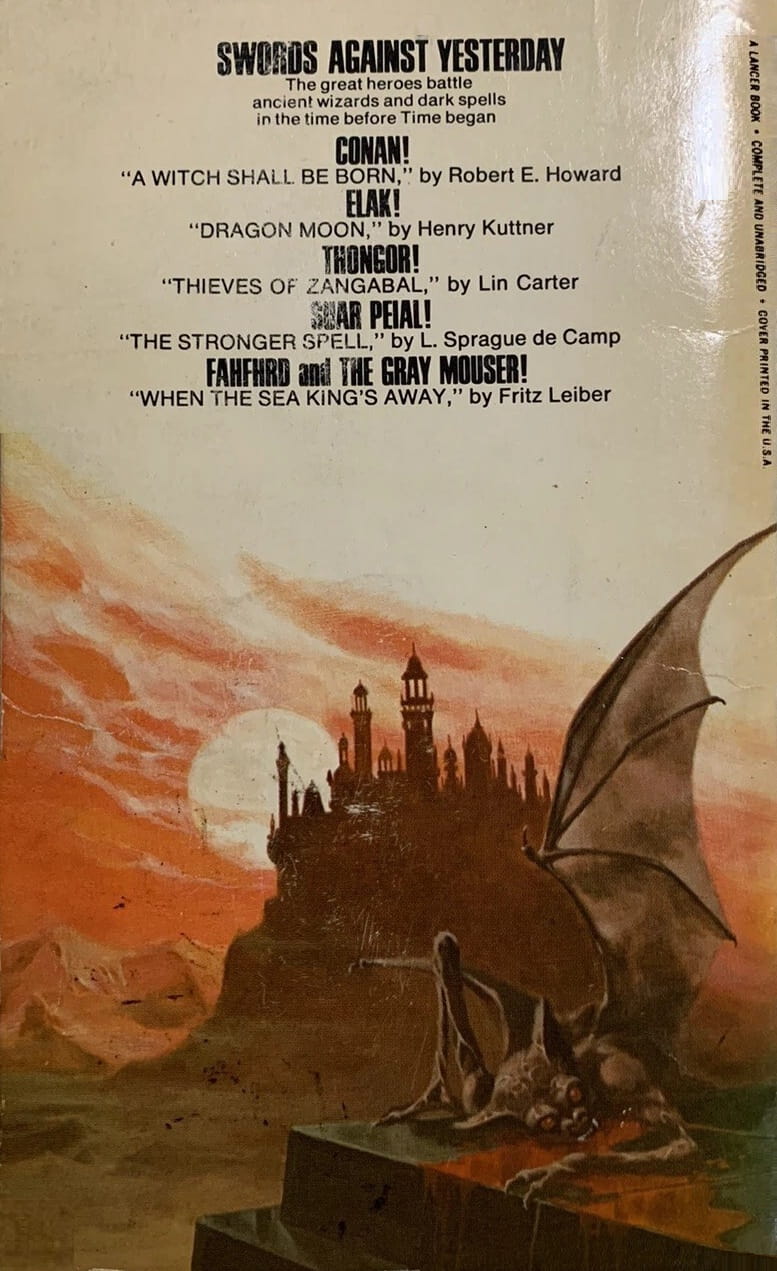 SWORDS AGAINST YESTERDAY
The great heroes battle
ancient wizards and dark spells
in the time before Time began
CONAN!
"A WITCH SHALL BE BORN," by Robert E. Howard
ELAK!
"DRAGON MOON," by Henry Kuttner
THONGOR!
"THIEVES OF ZANGABAL," by Lin Carter
SUAR PEIAL!
"THE STRONGER SPELL," by L. Sprague de Camp
FAHFHRD and THE GRAY MOUSER!
"WHEN THE SEA KING'S AWAY," by Fritz Leiber
A LANCER BOOK • COMPLETE AND UNABRIDGED • COVER PRINTED IN THE U.S.A.